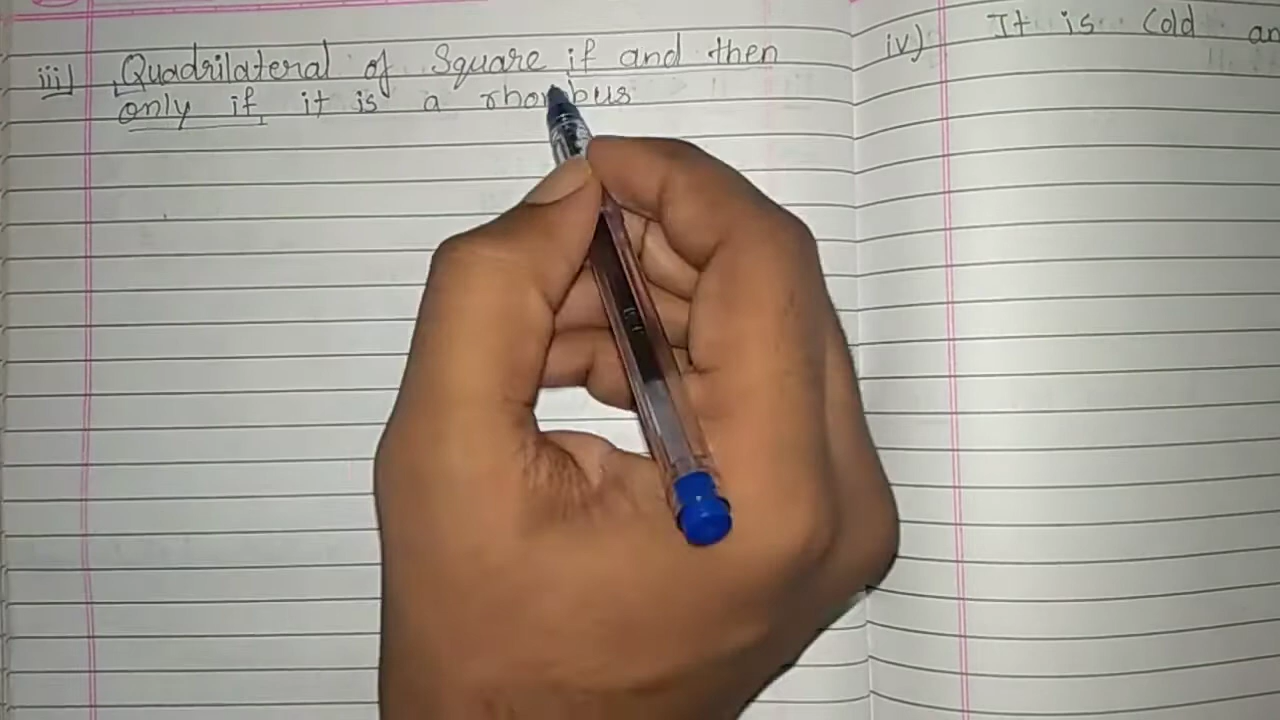 iii) Quadrilateral of Square if and then
only if, it is a rhombus
iv) It is Cold an